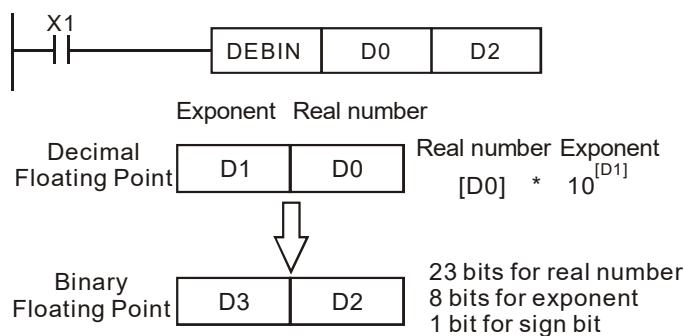 X1
DEBIN D0 D2
Exponent Real number
Decimal
Floating Point
D1 D0
Real number Exponent
[D0] * 10[D1]
Binary
Floating Point
D3 D2
23 bits for real number
8 bits for exponent
1 bit for sign bit